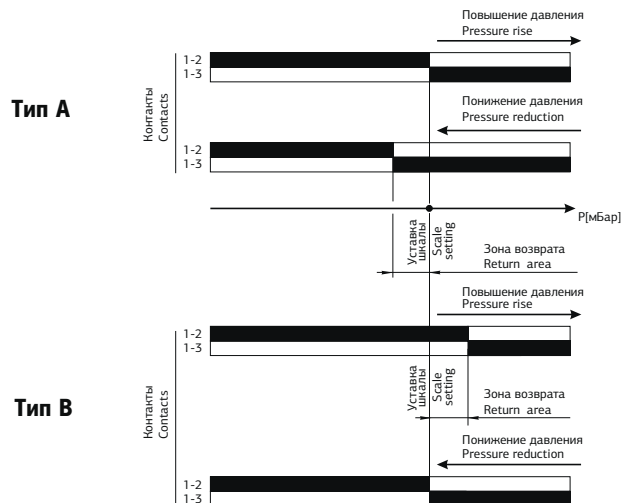 Повышение давления
Pressure rise
1-2
1-3
Тип А
Контакты
Contacts
Понижение давления
Pressure reduction
1-2
1-3
P[мБар]
Уставка
шкалы
Scale
setting
Зона возврата
Return area
Повышение давления
Pressure rise
1-2
1-3
Уставка
шкалы
Scale
setting
Зона возврата
Return area
Тип В
Контакты
Contacts
Понижение давления
Pressure reduction
1-2
1-3